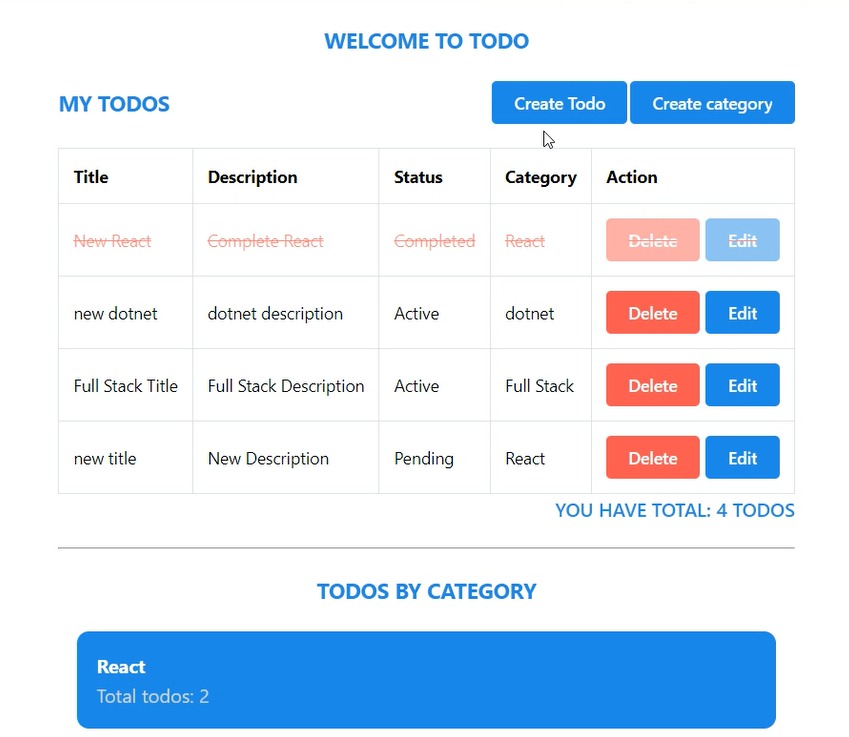 WELCOME TO TODO
MY TODOS Create Todo Create category
Title Description Status Category Action
New React Complete React Completed React Delete Edit
new dotnet dotnet description Active dotnet Delete Edit
Full Stack Title Full Stack Description Active Full Stack Delete Edit
new title New Description Pending React Delete Edit
YOU HAVE TOTAL: 4 TODOS
TODOS BY CATEGORY
React
Total todos: 2